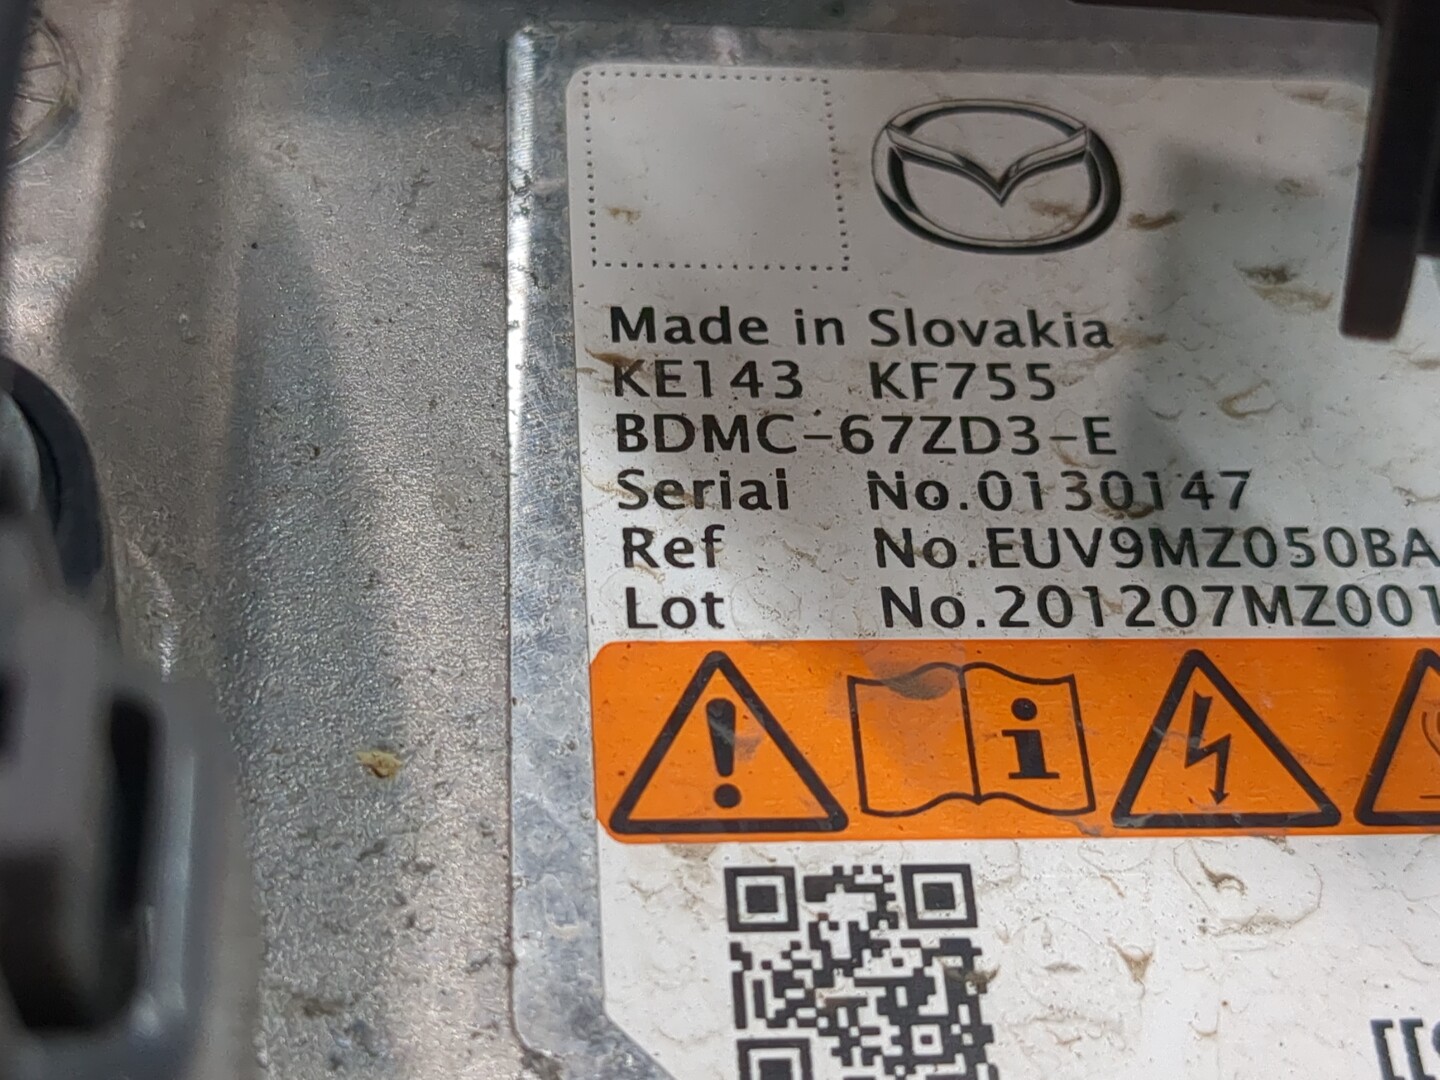 Made in Slovakia
KE143 KF755
BDMC-67ZD3-E
Serial No.0130147
Ref No.EUV9MZ050BA
Lot No.201207MZ001